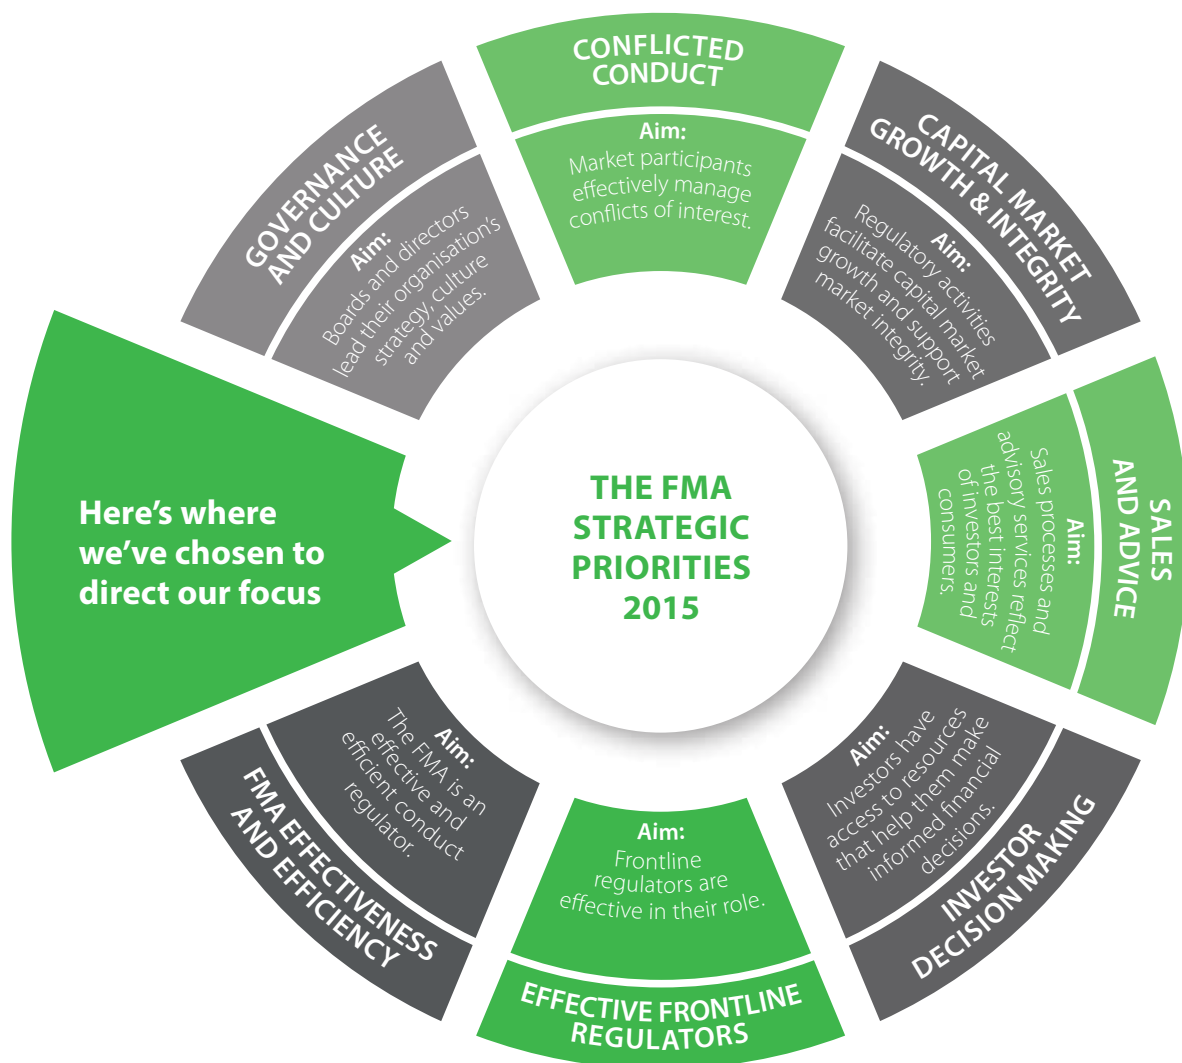 Here’s where
we’ve chosen to
direct our focus
THE FMA
STRATEGIC
PRIORITIES
2015
GOVERNANCE
AND CULTURE
Aim:
Boards and directors
lead their organisation’s
strategy, culture
and values.
CONFLICTED
CONDUCT
Aim:
Market participants
effectively manage
conflicts of interest.
CAPITAL MARKET
GROWTH & INTEGRITY
Aim:
Regulatory activities
facilitate capital market
growth and support
market integrity.
SALES
AND ADVICE
Aim:
Sales processes and
advisory services reflect
the best interests
of investors and
consumers.
INVESTOR
DECISION MAKING
Aim:
Investors have
access to resources
that help them make
informed financial
decisions.
EFFECTIVE FRONTLINE
REGULATORS
Aim:
Frontline
regulators are
effective in their role.
FMA EFFECTIVENESS
AND EFFICIENCY
Aim:
The FMA is an
effective and
efficient conduct
regulator.